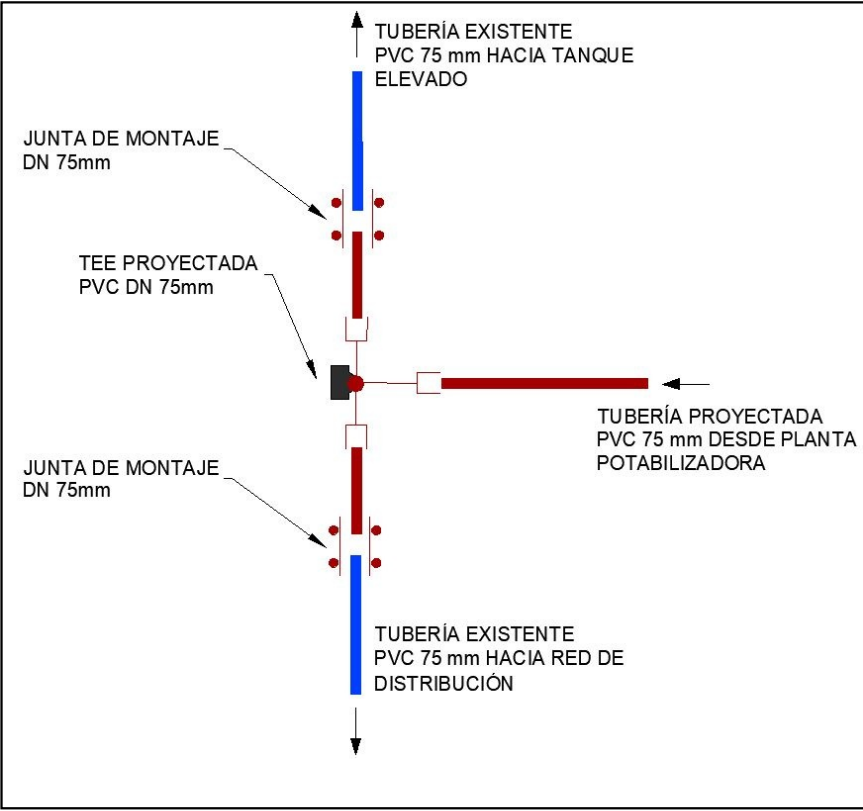 TUBERÍA EXISTENTE
PVC 75 mm HACIA TANQUE
ELEVADO
JUNTA DE MONTAJE
DN 75mm
TEE PROYECTADA
PVC DN 75mm
TUBERÍA PROYECTADA
PVC 75 mm DESDE PLANTA
POTABILIZADORA
JUNTA DE MONTAJE
DN 75mm
TUBERÍA EXISTENTE
PVC 75 mm HACIA RED DE
DISTRIBUCIÓN